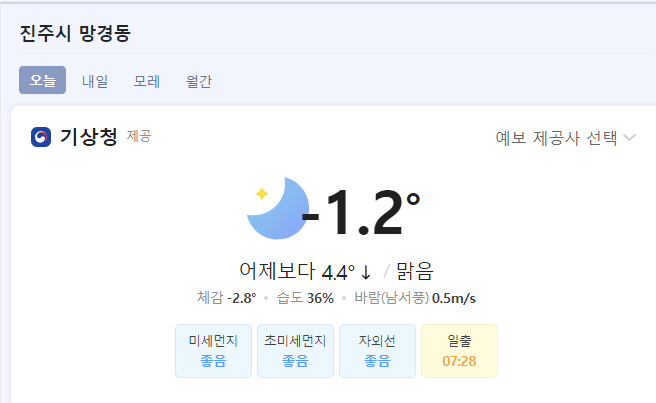 진주시 망경동
오늘 내일 모레 월간
기상청 제공 예보 제공사 선택
-1.2°
어제보다 4.4° ↓ / 맑음
체감 -2.8° • 습도 36% • 바람(남서풍) 0.5m/s
미세먼지 초미세먼지 자외선 일출
좋음 좋음 좋음 07:28